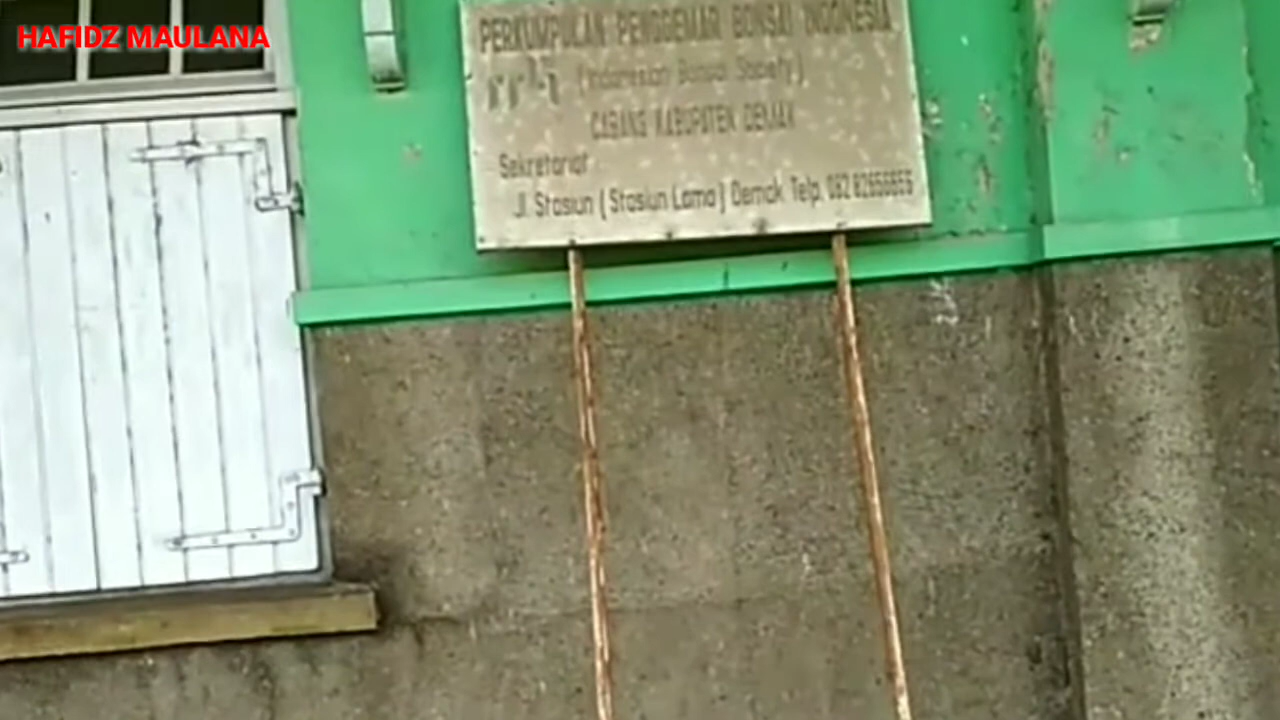 HAFIDZ MAULANA
PERKUMPULAN PENGGEMAR BONSAI INDONESIA
(Indonesian Bonsai Society)
CABANG KABUPATEN DEMAK
Sekretariat
Jl. Stasiun (Stasiun Lama) Demak Telp.